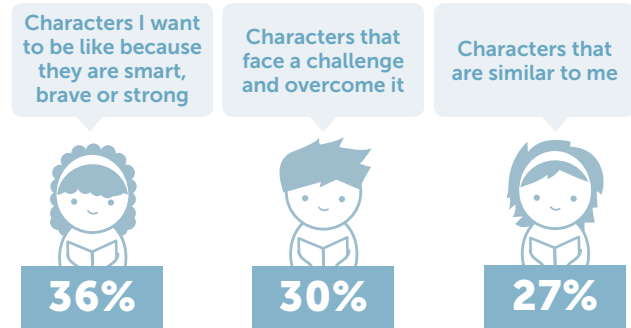 Characters I want
to be like because
they are smart,
brave or strong
Characters that
face a challenge
and overcome it
Characters that
are similar to me
36%
30%
27%